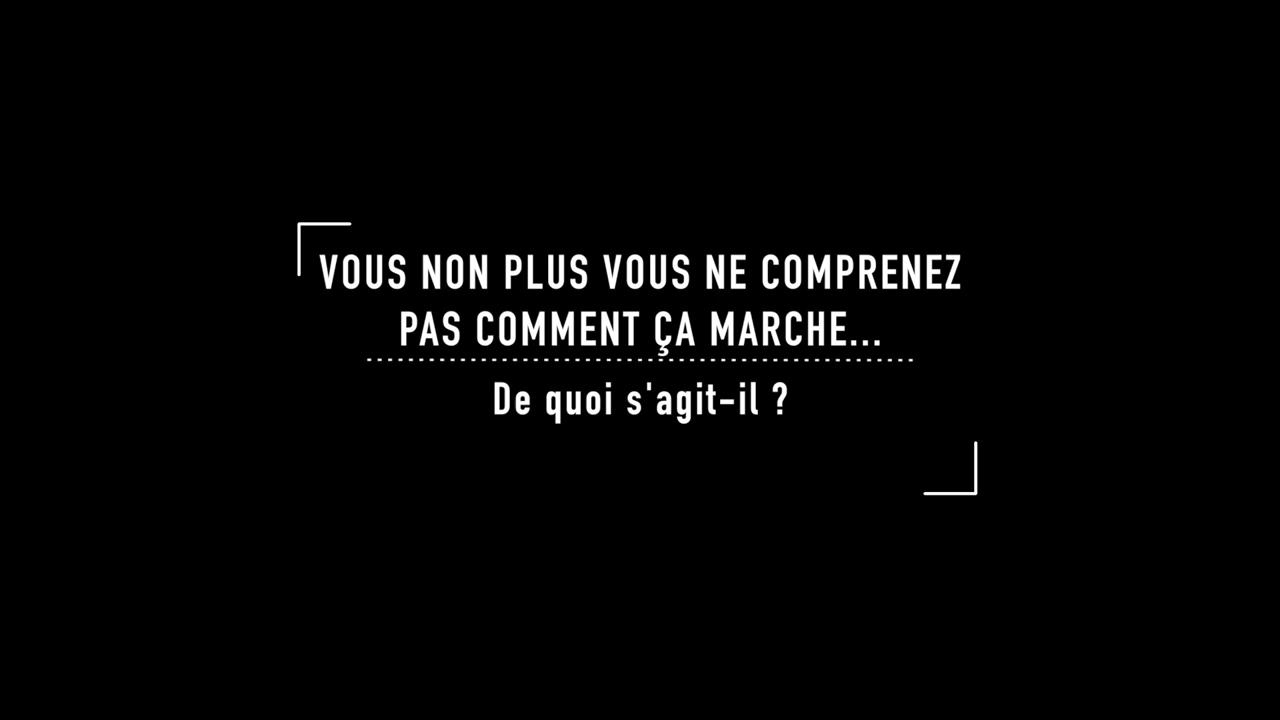 VOUS NON PLUS VOUS NE COMPRENEZ
PAS COMMENT ÇA MARCHE...
De quoi s'agit-il ?